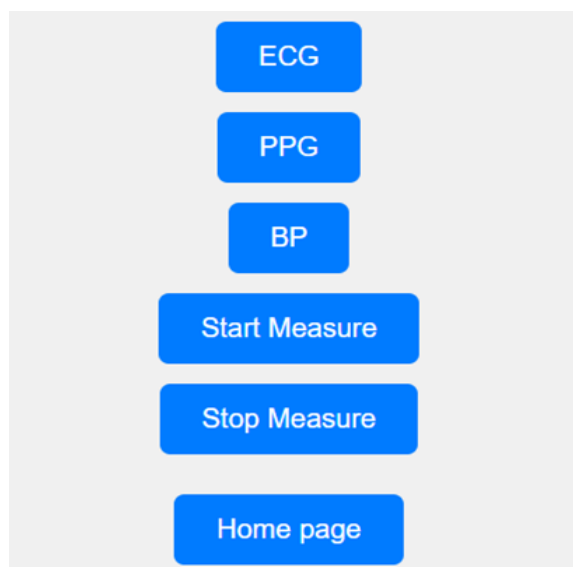 ECG
PPG
BP
Start Measure
Stop Measure
Home page